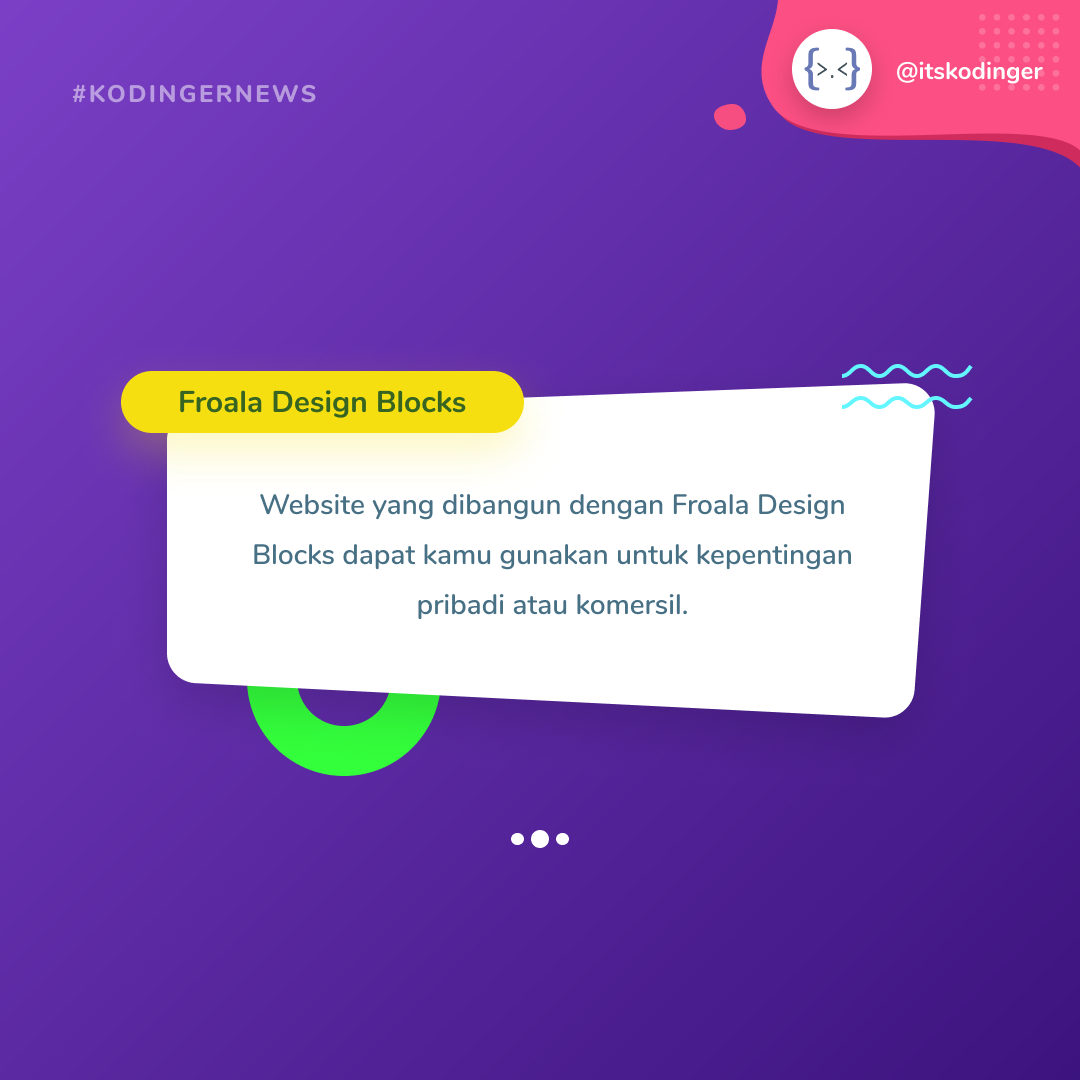 #KODINGERNEWS
{>.<}
@itskodinger
Froala Design Blocks
Website yang dibangun dengan Froala Design
Blocks dapat kamu gunakan untuk kepentingan
pribadi atau komersil.